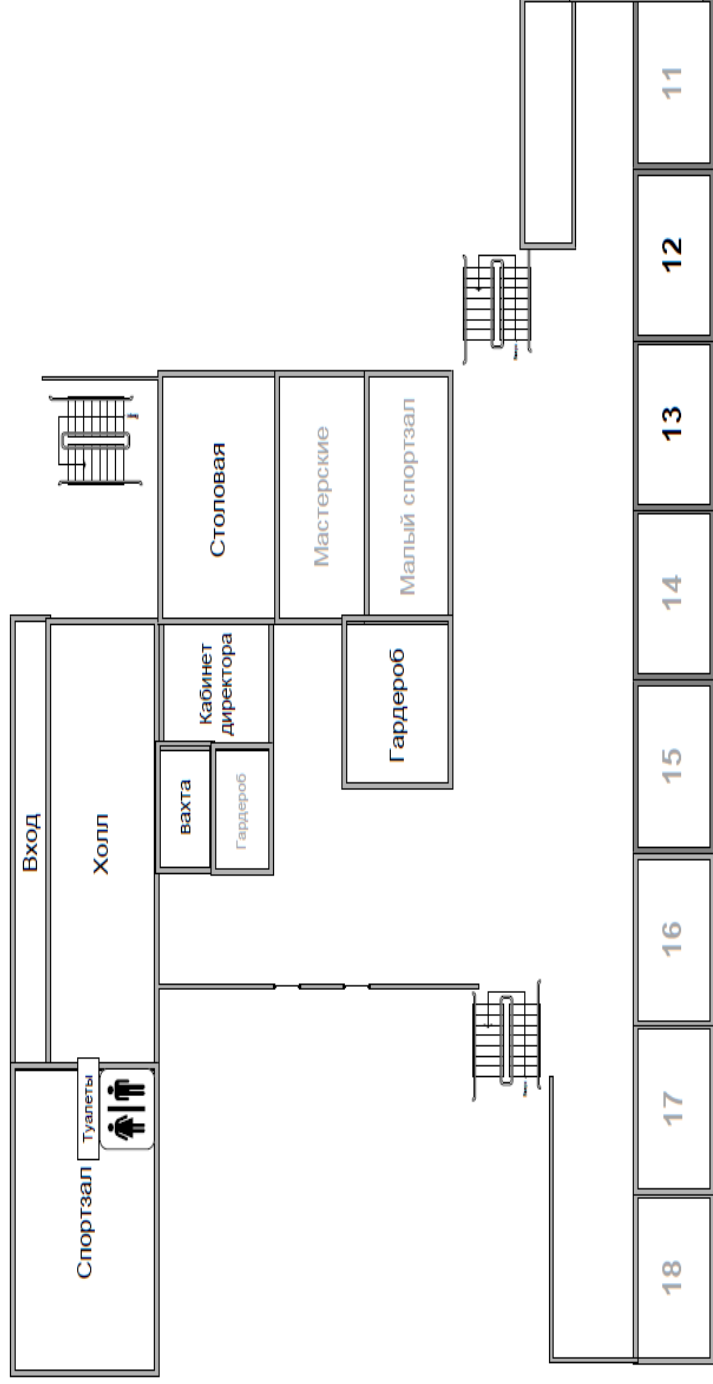 Вход
Спортзал
Туалеты
Холл
вахта
Кабинет
директора
Столовая
Гардероб
Мастерские
Гардероб
Малый спортзал
18
17
16
15
14
13
12
11